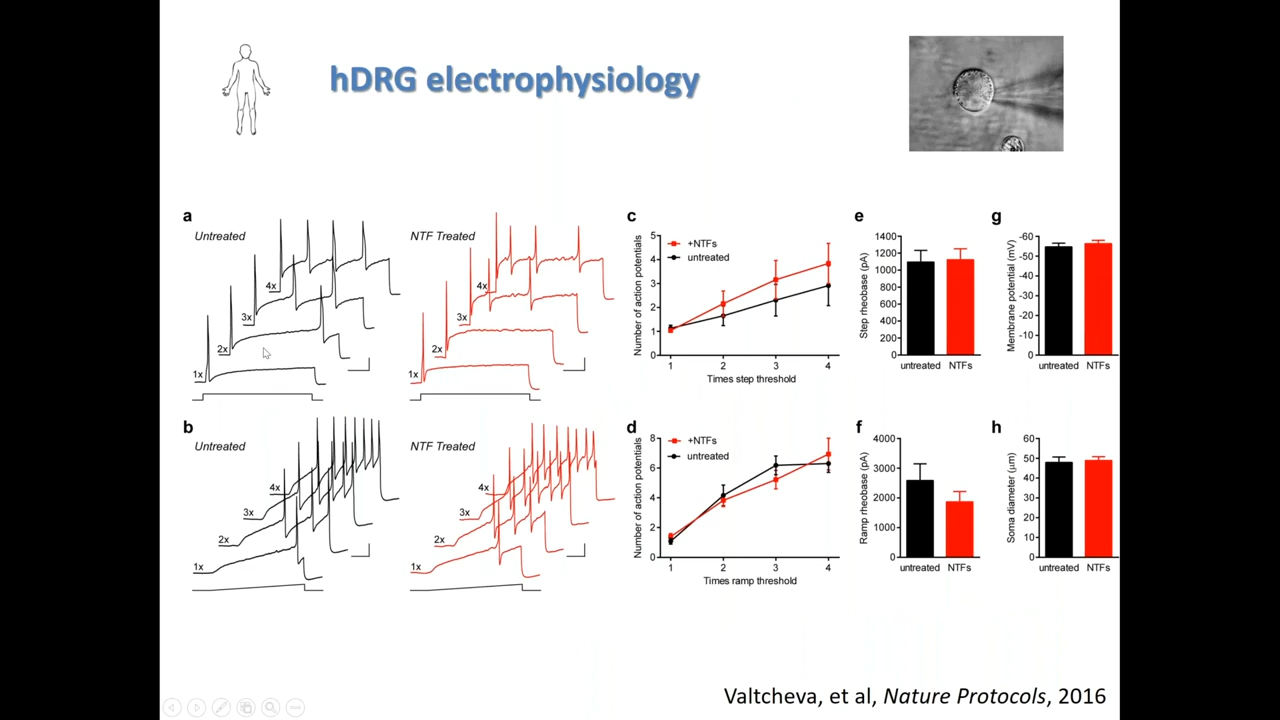 hDRG electrophysiology
a
Untreated
4x
3x
2x
1x
NTF Treated
4x
3x
2x
1x
b
Untreated
4x
3x
2x
1x
NTF Treated
4x
3x
2x
1x
c
Number of action potentials
5
4
3
2
1
0
+NTFs
untreated
1 2 3 4
Times step threshold
d
Number of action potentials
8
6
4
2
0
+NTFs
untreated
1 2 3 4
Times ramp threshold
e
Step rheobase (pA)
1400
1200
1000
800
600
400
200
0
untreated NTFs
f
Ramp rheobase (pA)
4000
3000
2000
1000
0
untreated NTFs
g
Membrane potential (mV)
-60
-50
-40
-30
-20
-10
0
untreated NTFs
h
Soma diameter (μm)
60
50
40
30
20
10
0
untreated NTFs
Valtcheva, et al, Nature Protocols, 2016